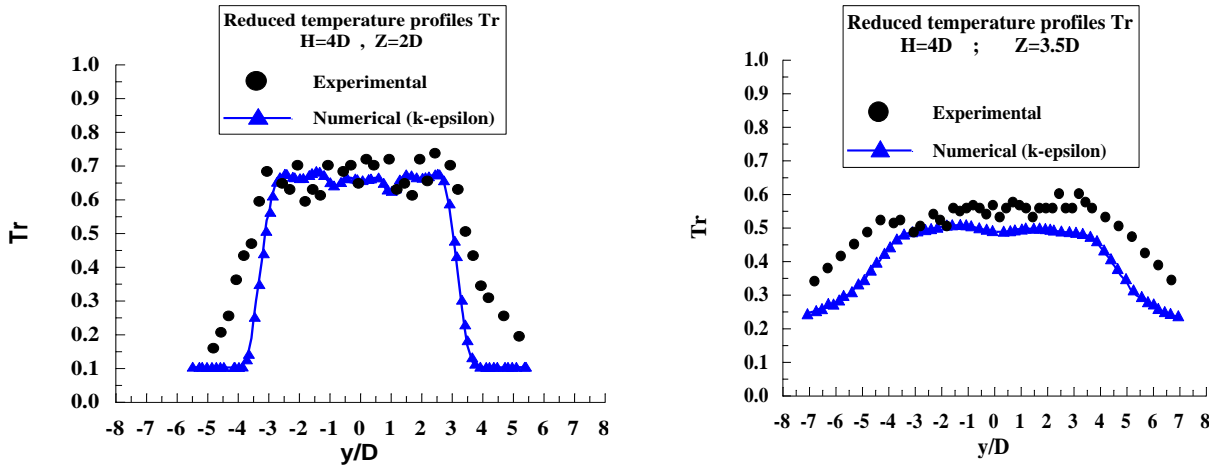 Reduced temperature profiles Tr
H=4D , Z=2D
Experimental
Numerical (k-epsilon)
1.0
0.9
0.8
0.7
0.6
0.5
0.4
0.3
0.2
0.1
0.0
Tr
-8 -7 -6 -5 -4 -3 -2 -1 0 1 2 3 4 5 6 7 8
y/D
Reduced temperature profiles Tr
H=4D ; Z=3.5D
Experimental
Numerical (k-epsilon)
1.0
0.9
0.8
0.7
0.6
0.5
0.4
0.3
0.2
0.1
0.0
Tr
-8 -7 -6 -5 -4 -3 -2 -1 0 1 2 3 4 5 6 7 8
y/D